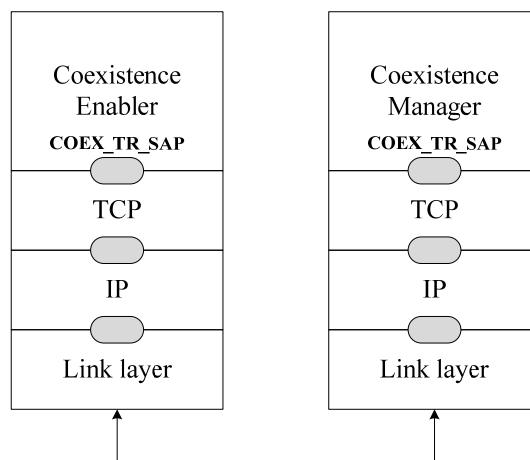 Coexistence
Enabler
COEX_TR_SAP
TCP
IP
Link layer
Coexistence
Manager
COEX_TR_SAP
TCP
IP
Link layer